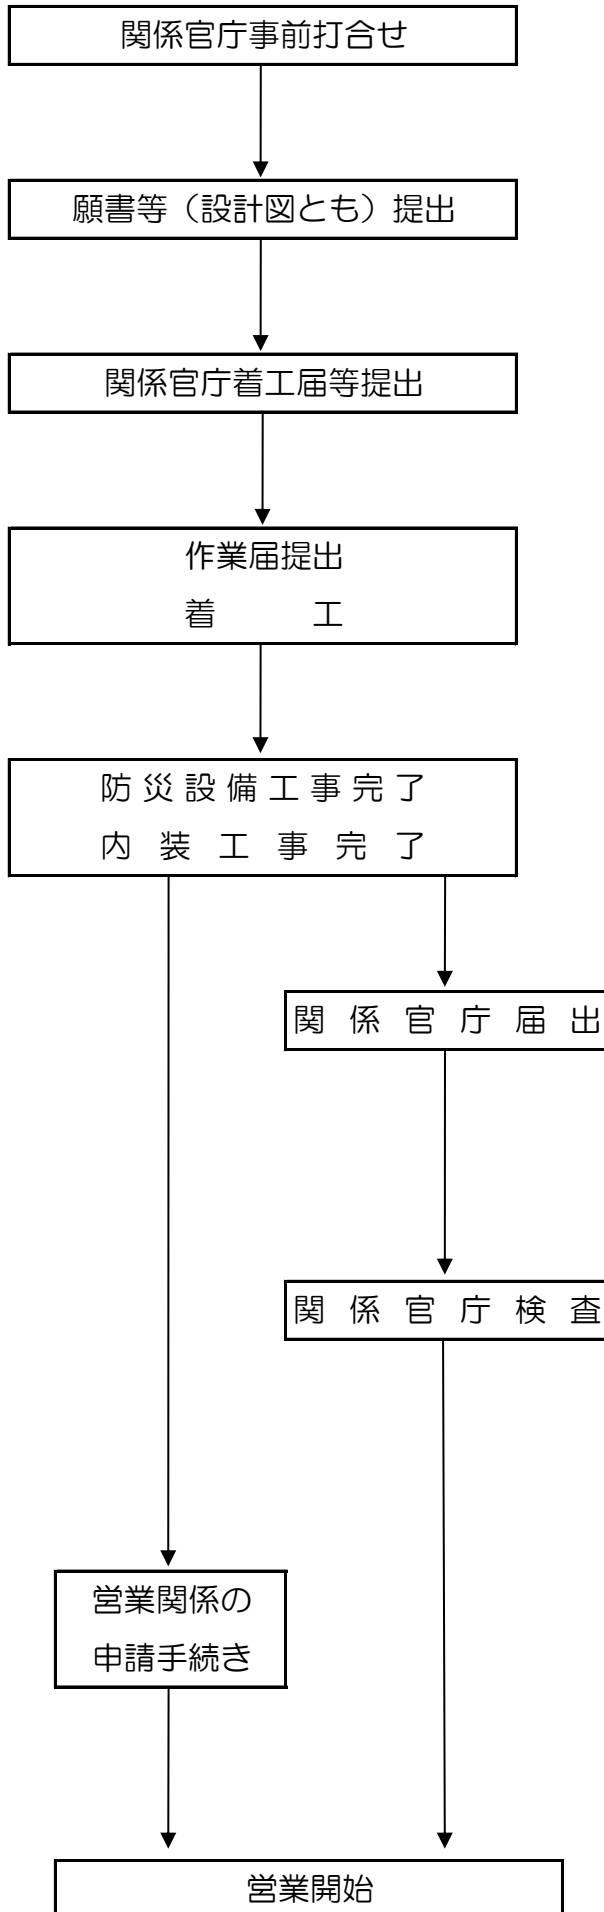 関係官庁事前打合せ
願書等（設計図とも）提出
関係官庁着工届等提出
作業届提出
着　　　工
防災設備工事完了
内装工事完了
関係官庁届出
関係官庁検査
営業関係の
申請手続き
営業開始